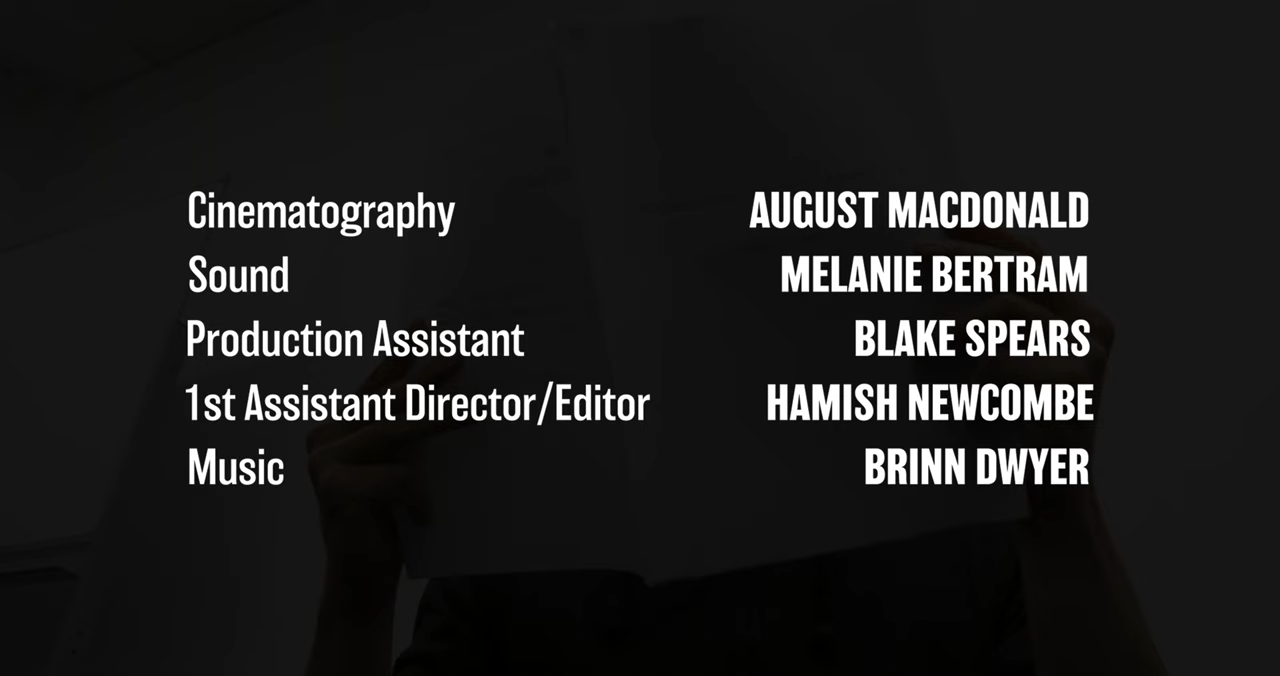 Cinematography AUGUST MACDONALD
Sound MELANIE BERTRAM
Production Assistant BLAKE SPEARS
1st Assistant Director/Editor HAMISH NEWCOMBE
Music BRINN DWYER